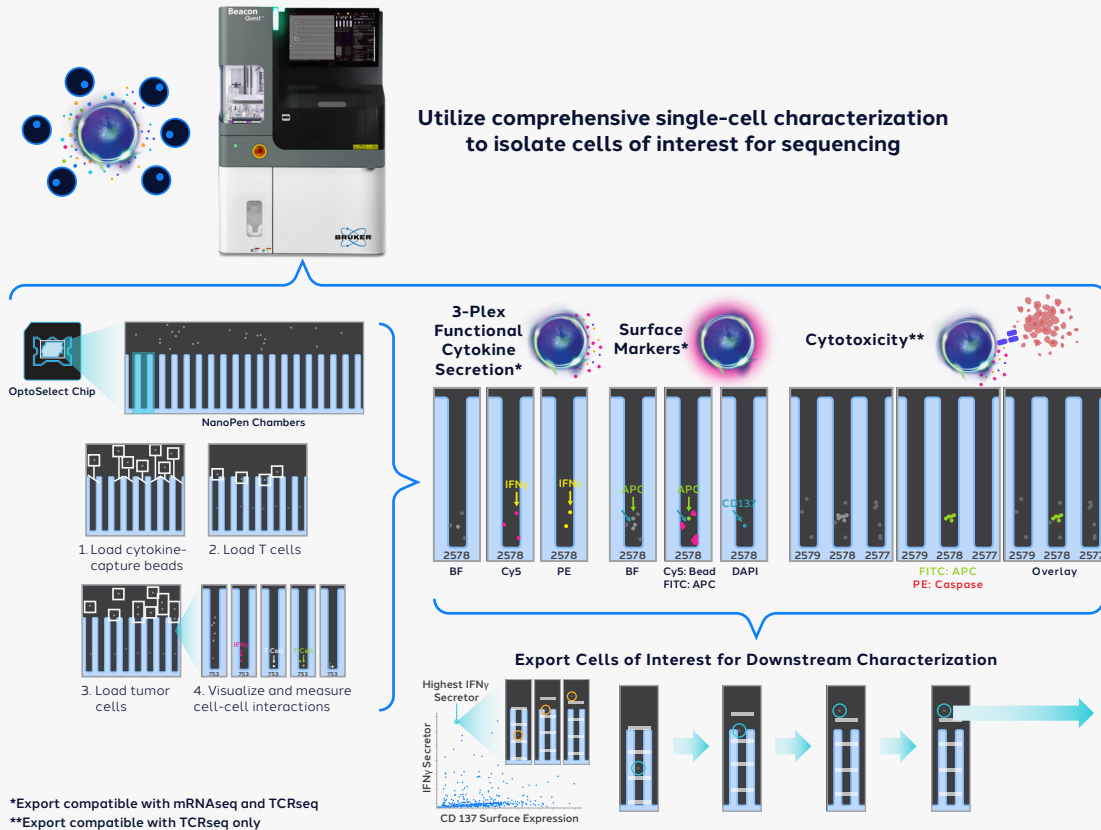 Beacon
Quest™
BRUKER
Utilize comprehensive single-cell characterization
to isolate cells of interest for sequencing
OptoSelect Chip
NanoPen Chambers
1. Load cytokine-
capture beads
2. Load T cells
3. Load tumor
cells
IFNγ
T Cell
T Cell
753
753
753
753
753
4. Visualize and measure
cell-cell interactions
3-Plex
Functional
Cytokine
Secretion*
IFNγ
IFNγ
2578
2578
2578
BF
Cy5
PE
Surface
Markers*
APC
APC
CD137
2578
2578
2578
BF
Cy5: Bead
FITC: APC
DAPI
Cytotoxicity**
2579
2578
2577
2579
2578
2577
2579
2578
2577
FITC: APC
PE: Caspase
Overlay
Export Cells of Interest for Downstream Characterization
Highest IFNγ
Secretor
IFNγ Secretor
CD 137 Surface Expression
*Export compatible with mRNAseq and TCRseq
**Export compatible with TCRseq only